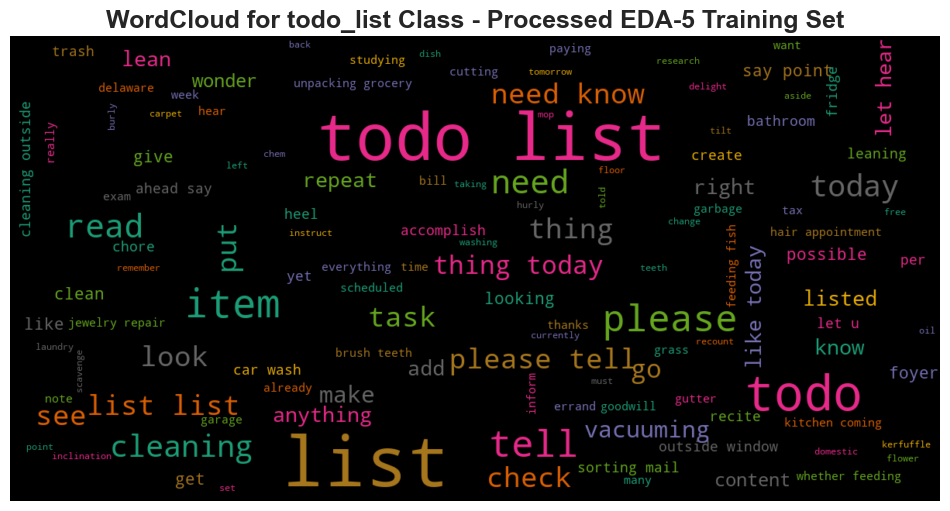 WordCloud for todo_list Class - Processed EDA-5 Training Set
trash
lean
back
studying
paying
want
research
delaware
week
wonder
unpacking grocery
cutting
tomorrow
say point
fridge
let hear
need know
delight
aside
cleaning outside
really
burly
carpet
hear
todo list
mop
bathroom
tilt
give
left
chem
create
leaning
exam
ahead say
repeat
bill
taking
need
floor
told
right
today
hurly
garbage
tax
free
read
chore
put
heel
instruct
accomplish
washing
thing
change
feeding fish
hair appointment
remember
yet
everything
time
thing today
teeth
like today
possible
per
clean
item
scheduled
looking
listed
jewelry repair
task
currently
thanks
please
recount
let u
oil
like
laundry
scavenge
look
brush teeth
please tell
grass
know
foyer
car wash
add
go
must
note
see
list list
already
make
inform
errand
goodwill
gutter
todo
garage
anything
recite
kitchen coming
point
inclination
cleaning
list
tell
vacuuming
outside window
domestic
kerfuffle
flower
get
set
check
sorting mail
many
content
whether feeding